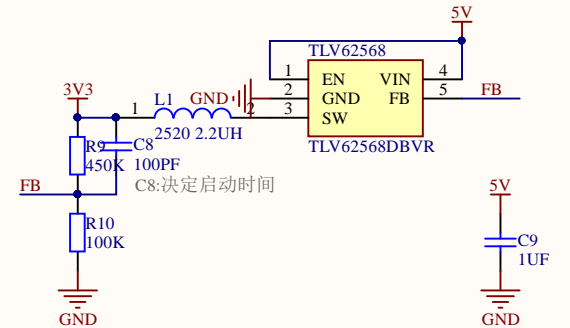 5V
TLV62568
1 EN VIN 4
2 GND FB 5 FB
3 SW
TLV62568DBVR
3V3
1 L1 GND 2
2520 2.2UH
R9
450K
C8
100PF
C8:决定启动时间
FB
R10
100K
GND
5V
C9
1UF
GND